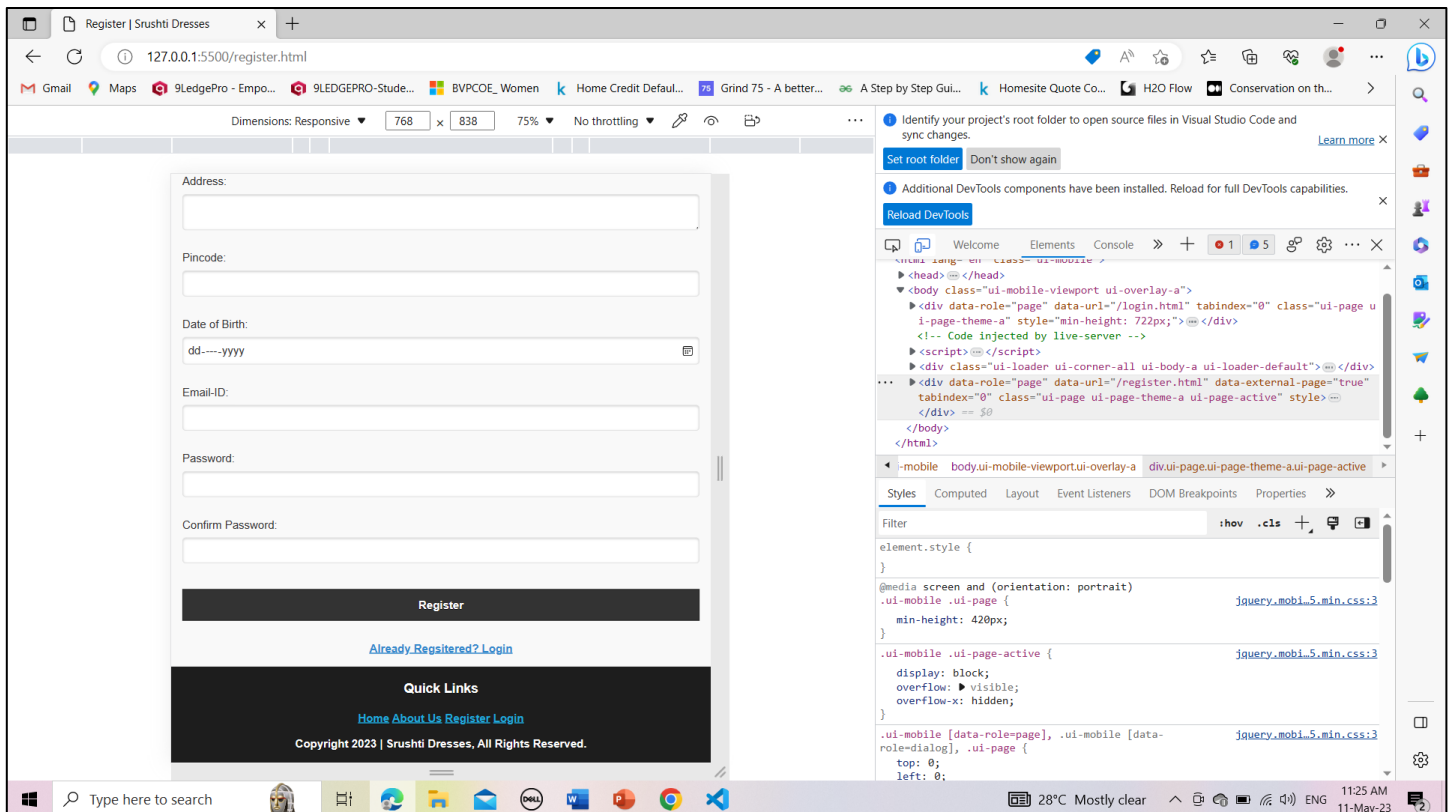 Register | Srushti Dresses
127.0.0.1:5500/register.html
Gmail Maps 9LedgePro - Empo... 9LEDGEPRO-Stude... BVPCOE_ Women Home Credit Defaul... 75 Grind 75 - A better... A Step by Step Gui... Homesite Quote Co... H2O Flow Conservation on th...
Dimensions: Responsive 768 x 838 75% No throttling
Address:
Pincode:
Date of Birth:
dd----yyyy
Email-ID:
Password:
Confirm Password:
Register
Already Regsitered? Login
Quick Links
Home About Us Register Login
Copyright 2023 | Srushti Dresses, All Rights Reserved.
Identify your project's root folder to open source files in Visual Studio Code and
sync changes.
Learn more
Set root folder Don't show again
Additional DevTools components have been installed. Reload for full DevTools capabilities.
Reload DevTools
Welcome Elements Console 1 5
<html lang="en" class="ui-mobile">
<head> </head>
<body class="ui-mobile-viewport ui-overlay-a">
<div data-role="page" data-url="/login.html" tabindex="0" class="ui-page u
i-page-theme-a" style="min-height: 722px;"> </div>
<!-- Code injected by live-server -->
<script> </script>
<div class="ui-loader ui-corner-all ui-body-a ui-loader-default"> </div>
<div data-role="page" data-url="/register.html" data-external-page="true"
tabindex="0" class="ui-page ui-page-theme-a ui-page-active" style>
</div> == $0
</body>
</html>
-mobile body.ui-mobile-viewport.ui-overlay-a div.ui-page.ui-page-theme-a.ui-page-active
Styles Computed Layout Event Listeners DOM Breakpoints Properties
Filter :hov .cls
element.style {
}
@media screen and (orientation: portrait)
.ui-mobile .ui-page { jquery.mobi…5.min.css:3
min-height: 420px;
}
.ui-mobile .ui-page-active { jquery.mobi…5.min.css:3
display: block;
overflow: visible;
overflow-x: hidden;
}
.ui-mobile [data-role=page], .ui-mobile [data- jquery.mobi…5.min.css:3
role=dialog], .ui-page {
top: 0;
left: 0;
Type here to search
DELL
28°C Mostly clear ENG 11:25 AM
11-May-23
2